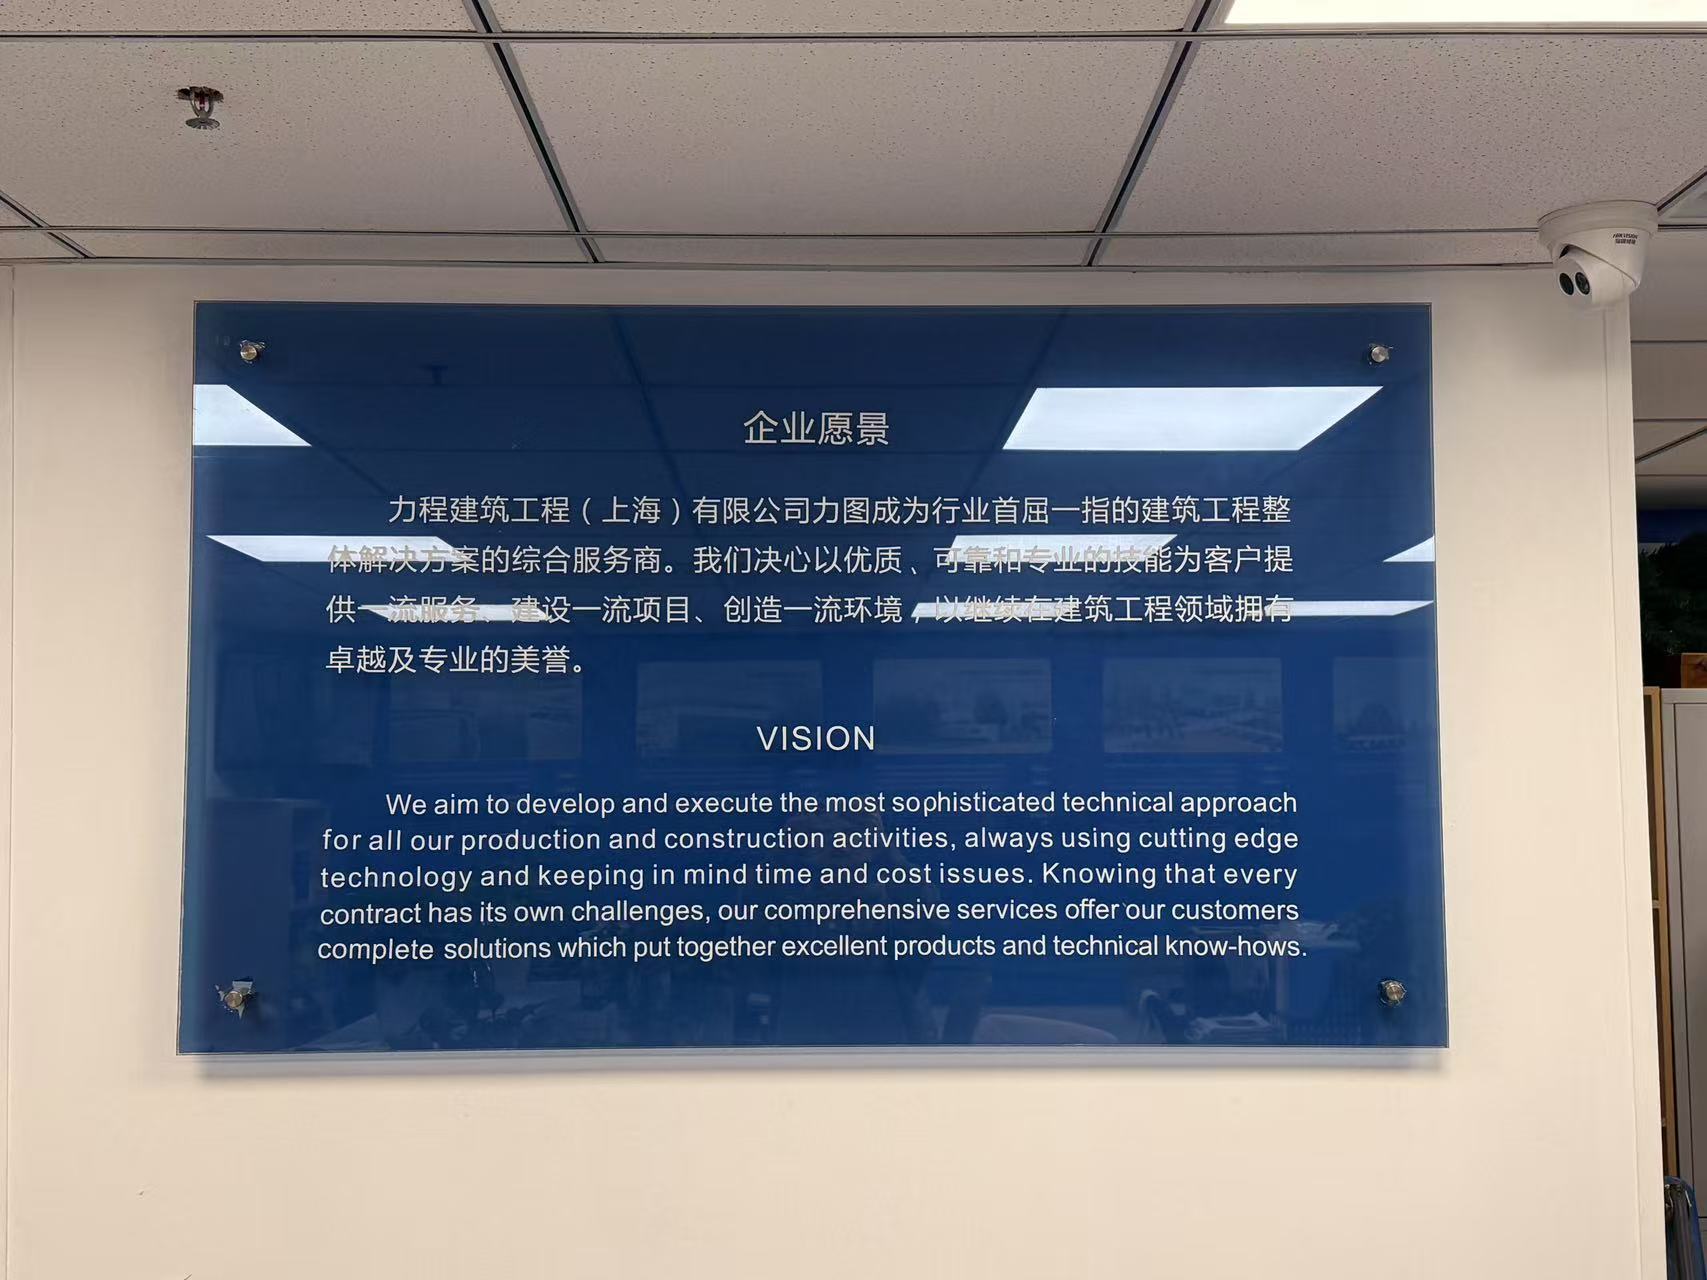 企业愿景
力程建筑工程（上海）有限公司力图成为行业首屈一指的建筑工程整
体解决方案的综合服务商。我们决心以优质、可靠和专业的技能为客户提
供一流服务、建设一流项目、创造一流环境，以继续在建筑工程领域拥有
卓越及专业的美誉。
VISION
We aim to develop and execute the most sophisticated technical approach
for all our production and construction activities, always using cutting edge
technology and keeping in mind time and cost issues. Knowing that every
contract has its own challenges, our comprehensive services offer our customers
complete solutions which put together excellent products and technical know-hows.
HIKVISION